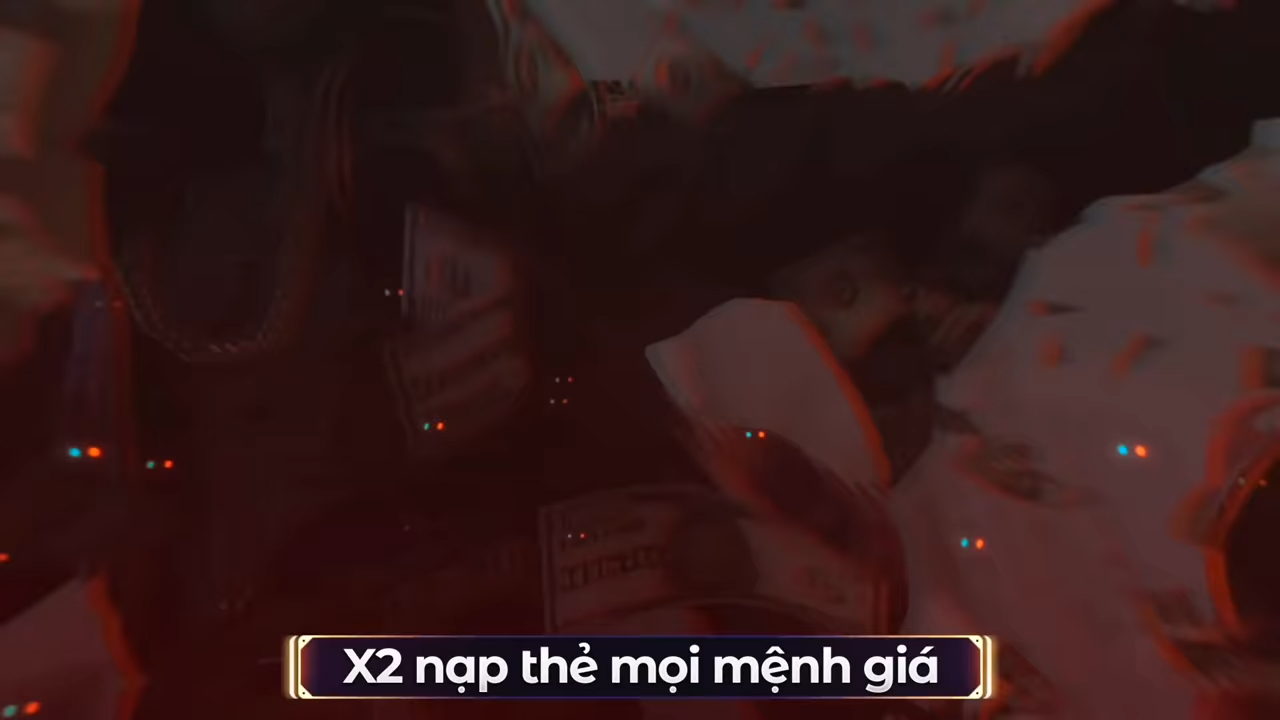 X2 nạp thẻ mọi mệnh giá